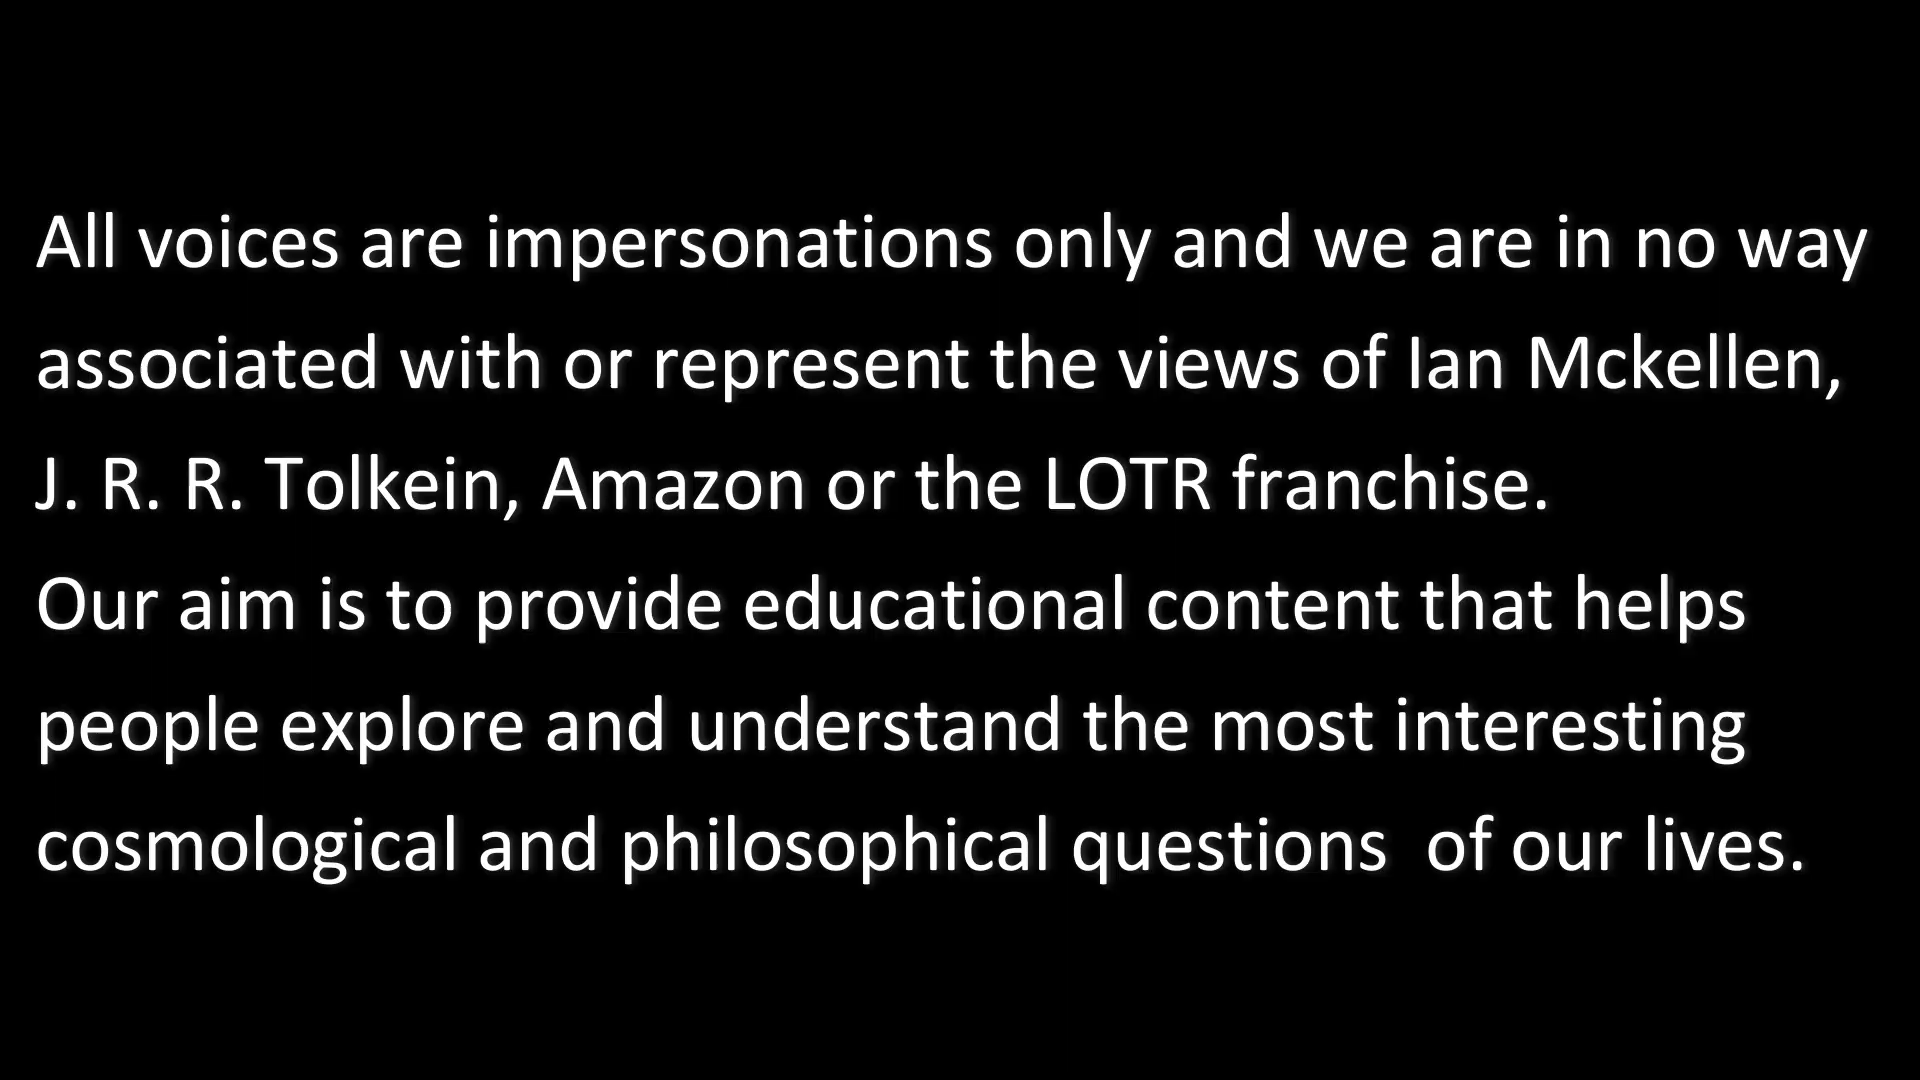 All voices are impersonations only and we are in no way
associated with or represent the views of Ian Mckellen,
J. R. R. Tolkein, Amazon or the LOTR franchise.
Our aim is to provide educational content that helps
people explore and understand the most interesting
cosmological and philosophical questions  of our lives.